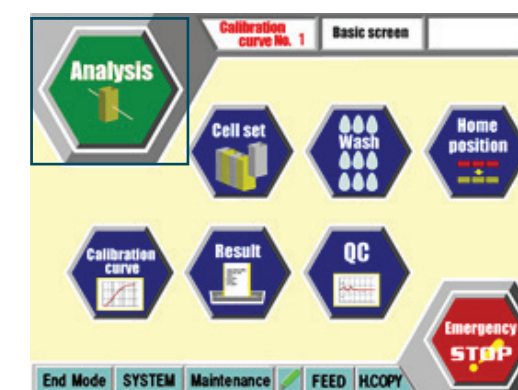 Calibration
curve No. 1
Basic screen
Analysis
Cell set
Wash
Home
position
Calibration
curve
Result
QC
Emergency
STOP
End Mode
SYSTEM
Maintenance
FEED
H.COPY